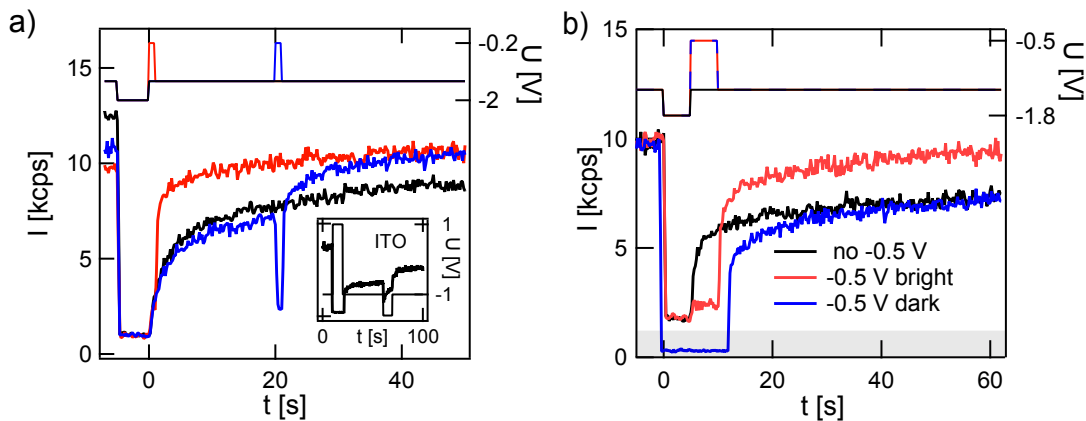 a)
15
10
5
0
I [kcps]
-0.2
-2
U [V]
0
20
40
t [s]
ITO
1
-1
U [V]
0
t [s]
100
b)
15
10
5
0
I [kcps]
-0.5
-1.8
U [V]
no -0.5 V
-0.5 V bright
-0.5 V dark
0
20
40
60
t [s]